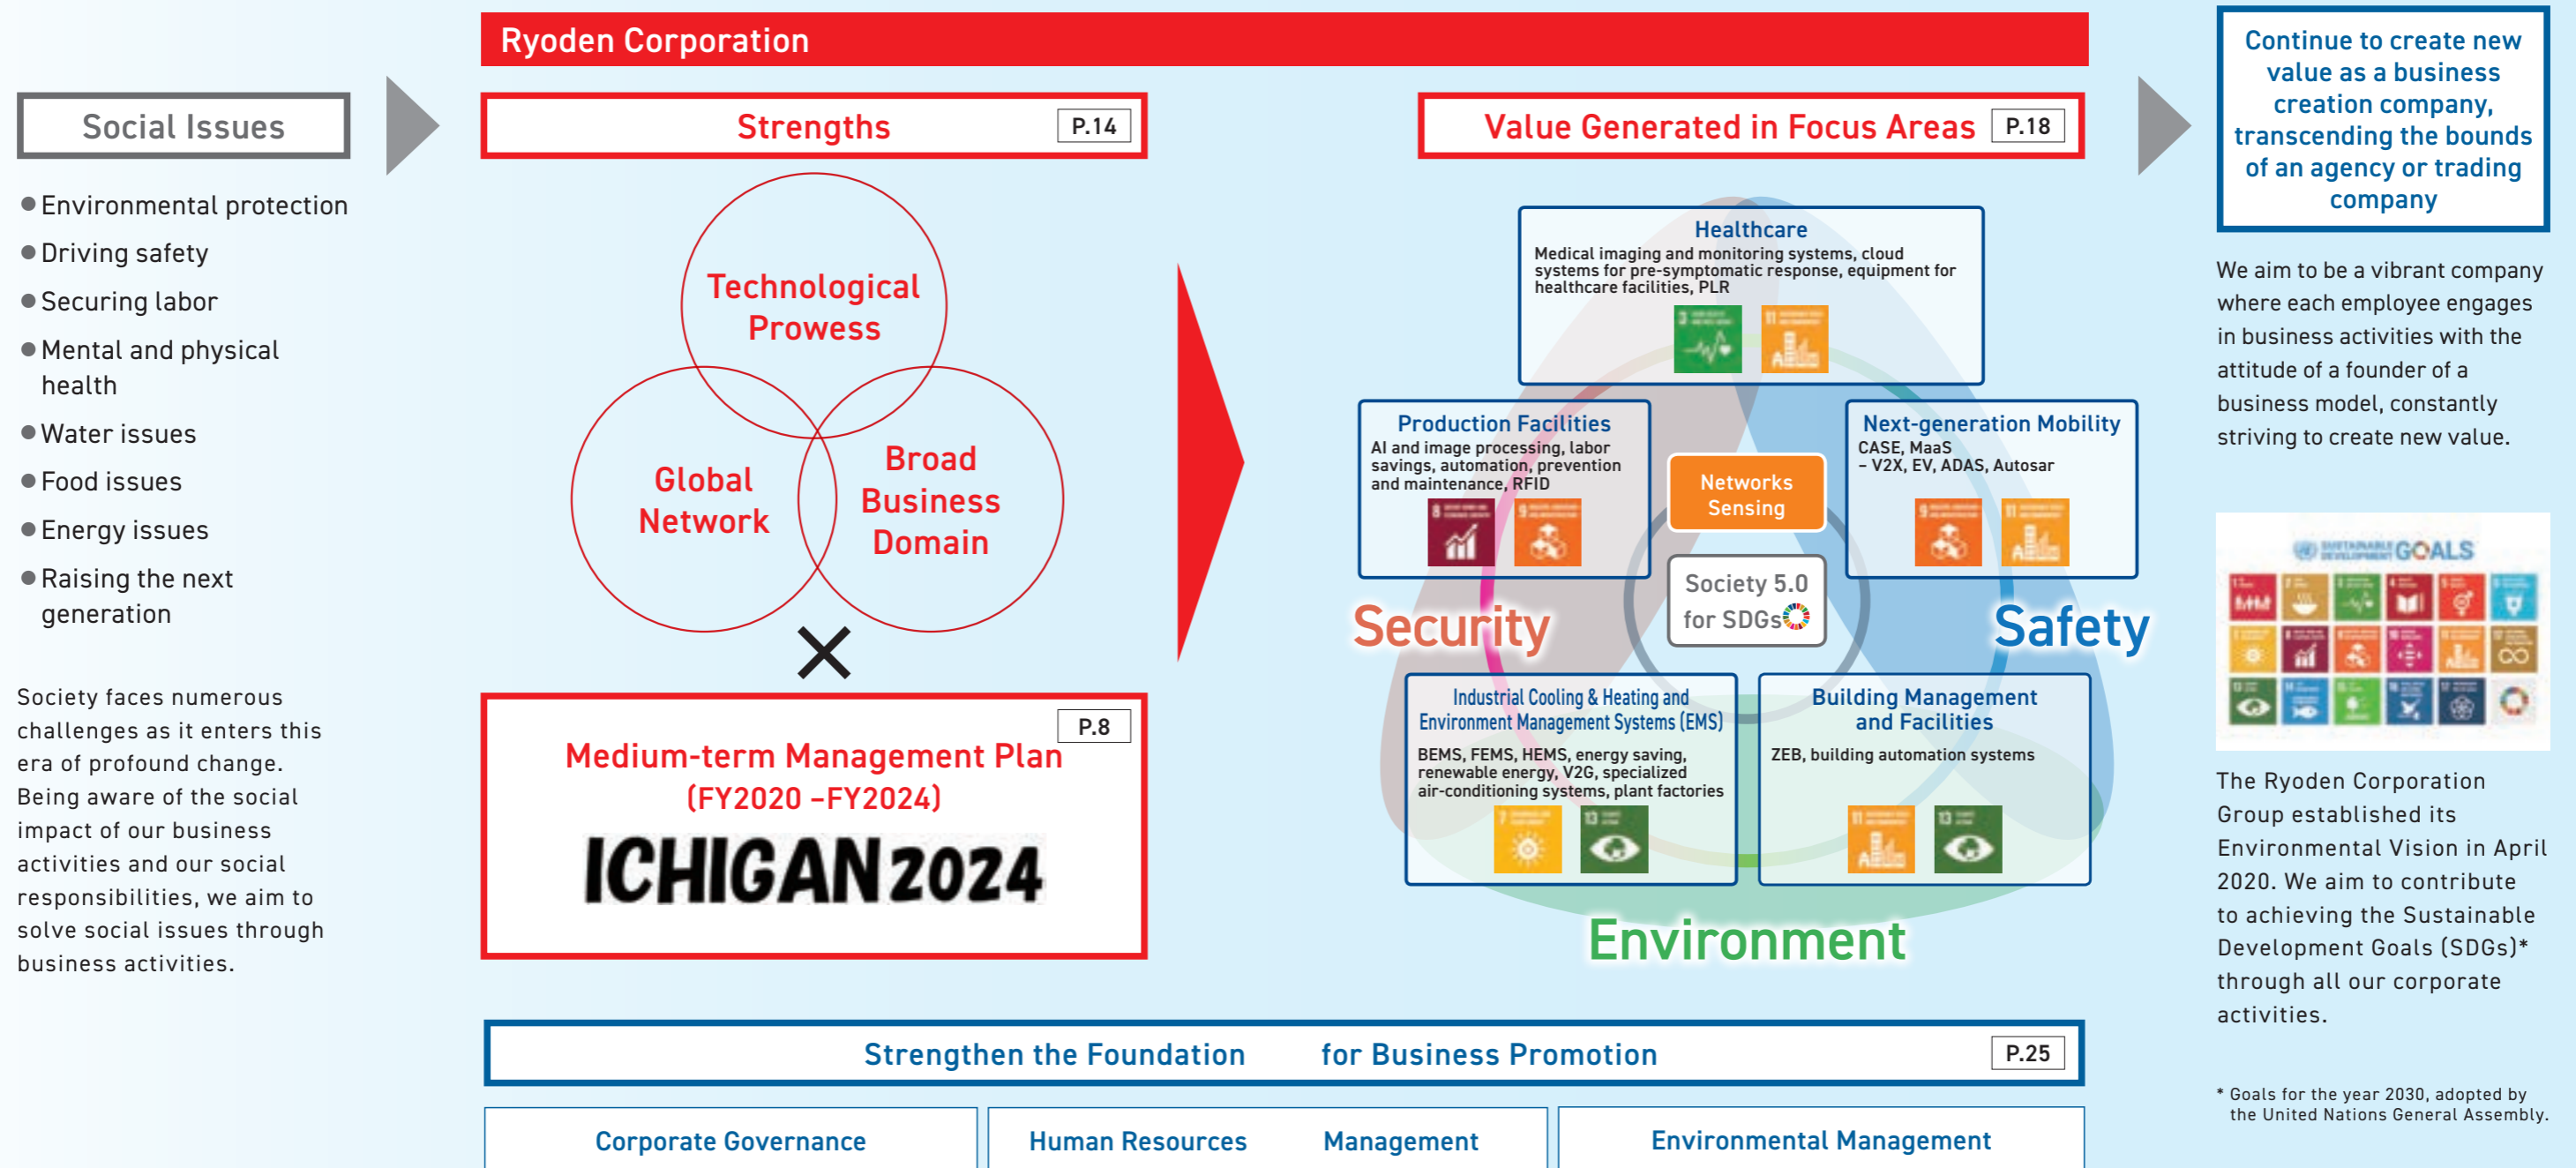 Ryoden Corporation
Social Issues
● Environmental protection
● Driving safety
● Securing labor
● Mental and physical
health
● Water issues
● Food issues
● Energy issues
● Raising the next
generation
Society faces numerous
challenges as it enters this
era of profound change.
Being aware of the social
impact of our business
activities and our social
responsibilities, we aim to
solve social issues through
business activities.
Strengths P.14
Technological
Prowess
Global
Network
Broad
Business
Domain
×
P.8
Medium-term Management Plan
(FY2020 –FY2024)
ICHIGAN2024
Value Generated in Focus Areas P.18
Healthcare
Medical imaging and monitoring systems, cloud
systems for pre-symptomatic response, equipment for
healthcare facilities, PLR
3
11
Production Facilities
AI and image processing, labor
savings, automation, prevention
and maintenance, RFID
8
9
Networks
Sensing
Next-generation Mobility
CASE, MaaS
– V2X, EV, ADAS, Autosar
9
11
Society 5.0
for SDGs
Security
Safety
Industrial Cooling & Heating and
Environment Management Systems (EMS)
BEMS, FEMS, HEMS, energy saving,
renewable energy, V2G, specialized
air-conditioning systems, plant factories
7
13
Building Management
and Facilities
ZEB, building automation systems
11
13
Environment
Strengthen the Foundation for Business Promotion P.25
Corporate Governance
Human Resources Management
Environmental Management
Continue to create new
value as a business
creation company,
transcending the bounds
of an agency or trading
company
We aim to be a vibrant company
where each employee engages
in business activities with the
attitude of a founder of a
business model, constantly
striving to create new value.
SUSTAINABLE
DEVELOPMENT GOALS
The Ryoden Corporation
Group established its
Environmental Vision in April
2020. We aim to contribute
to achieving the Sustainable
Development Goals (SDGs)*
through all our corporate
activities.
* Goals for the year 2030, adopted by
the United Nations General Assembly.